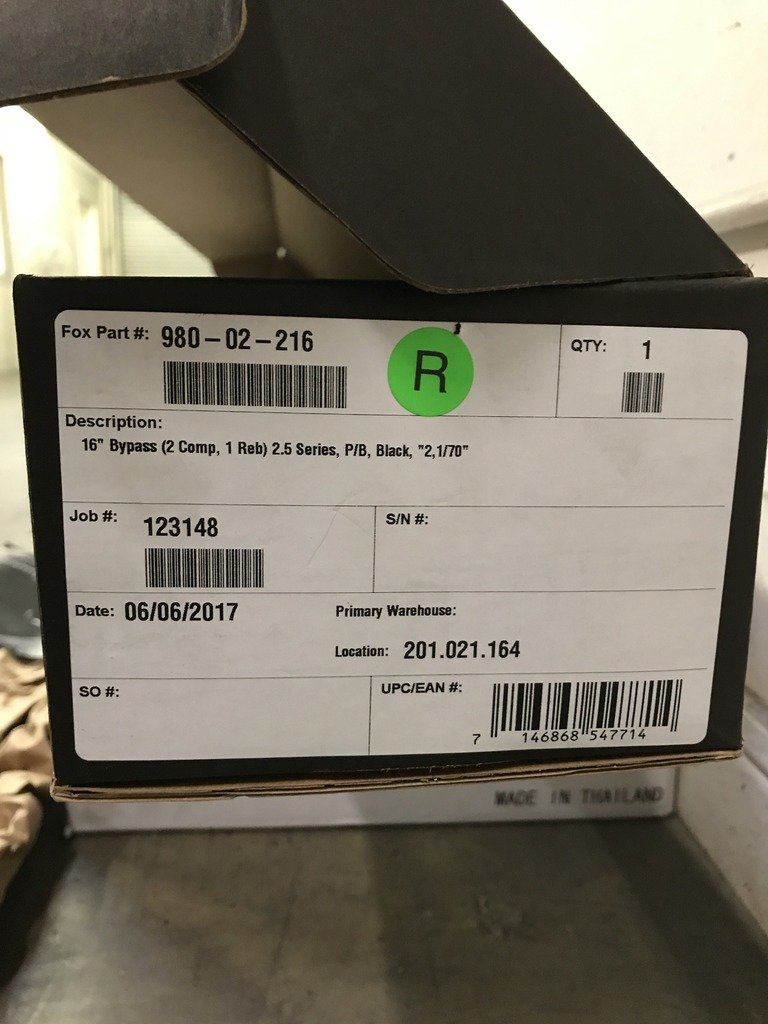 Fox Part #: 980-02-216
R
QTY: 1
Description:
16" Bypass (2 Comp, 1 Reb) 2.5 Series, P/B, Black, "2,1/70"
Job #: 123148
S/N #:
Date: 06/06/2017
Primary Warehouse:
Location: 201.021.164
SO #:
UPC/EAN #:
7 146868 547714
MADE IN THAILAND